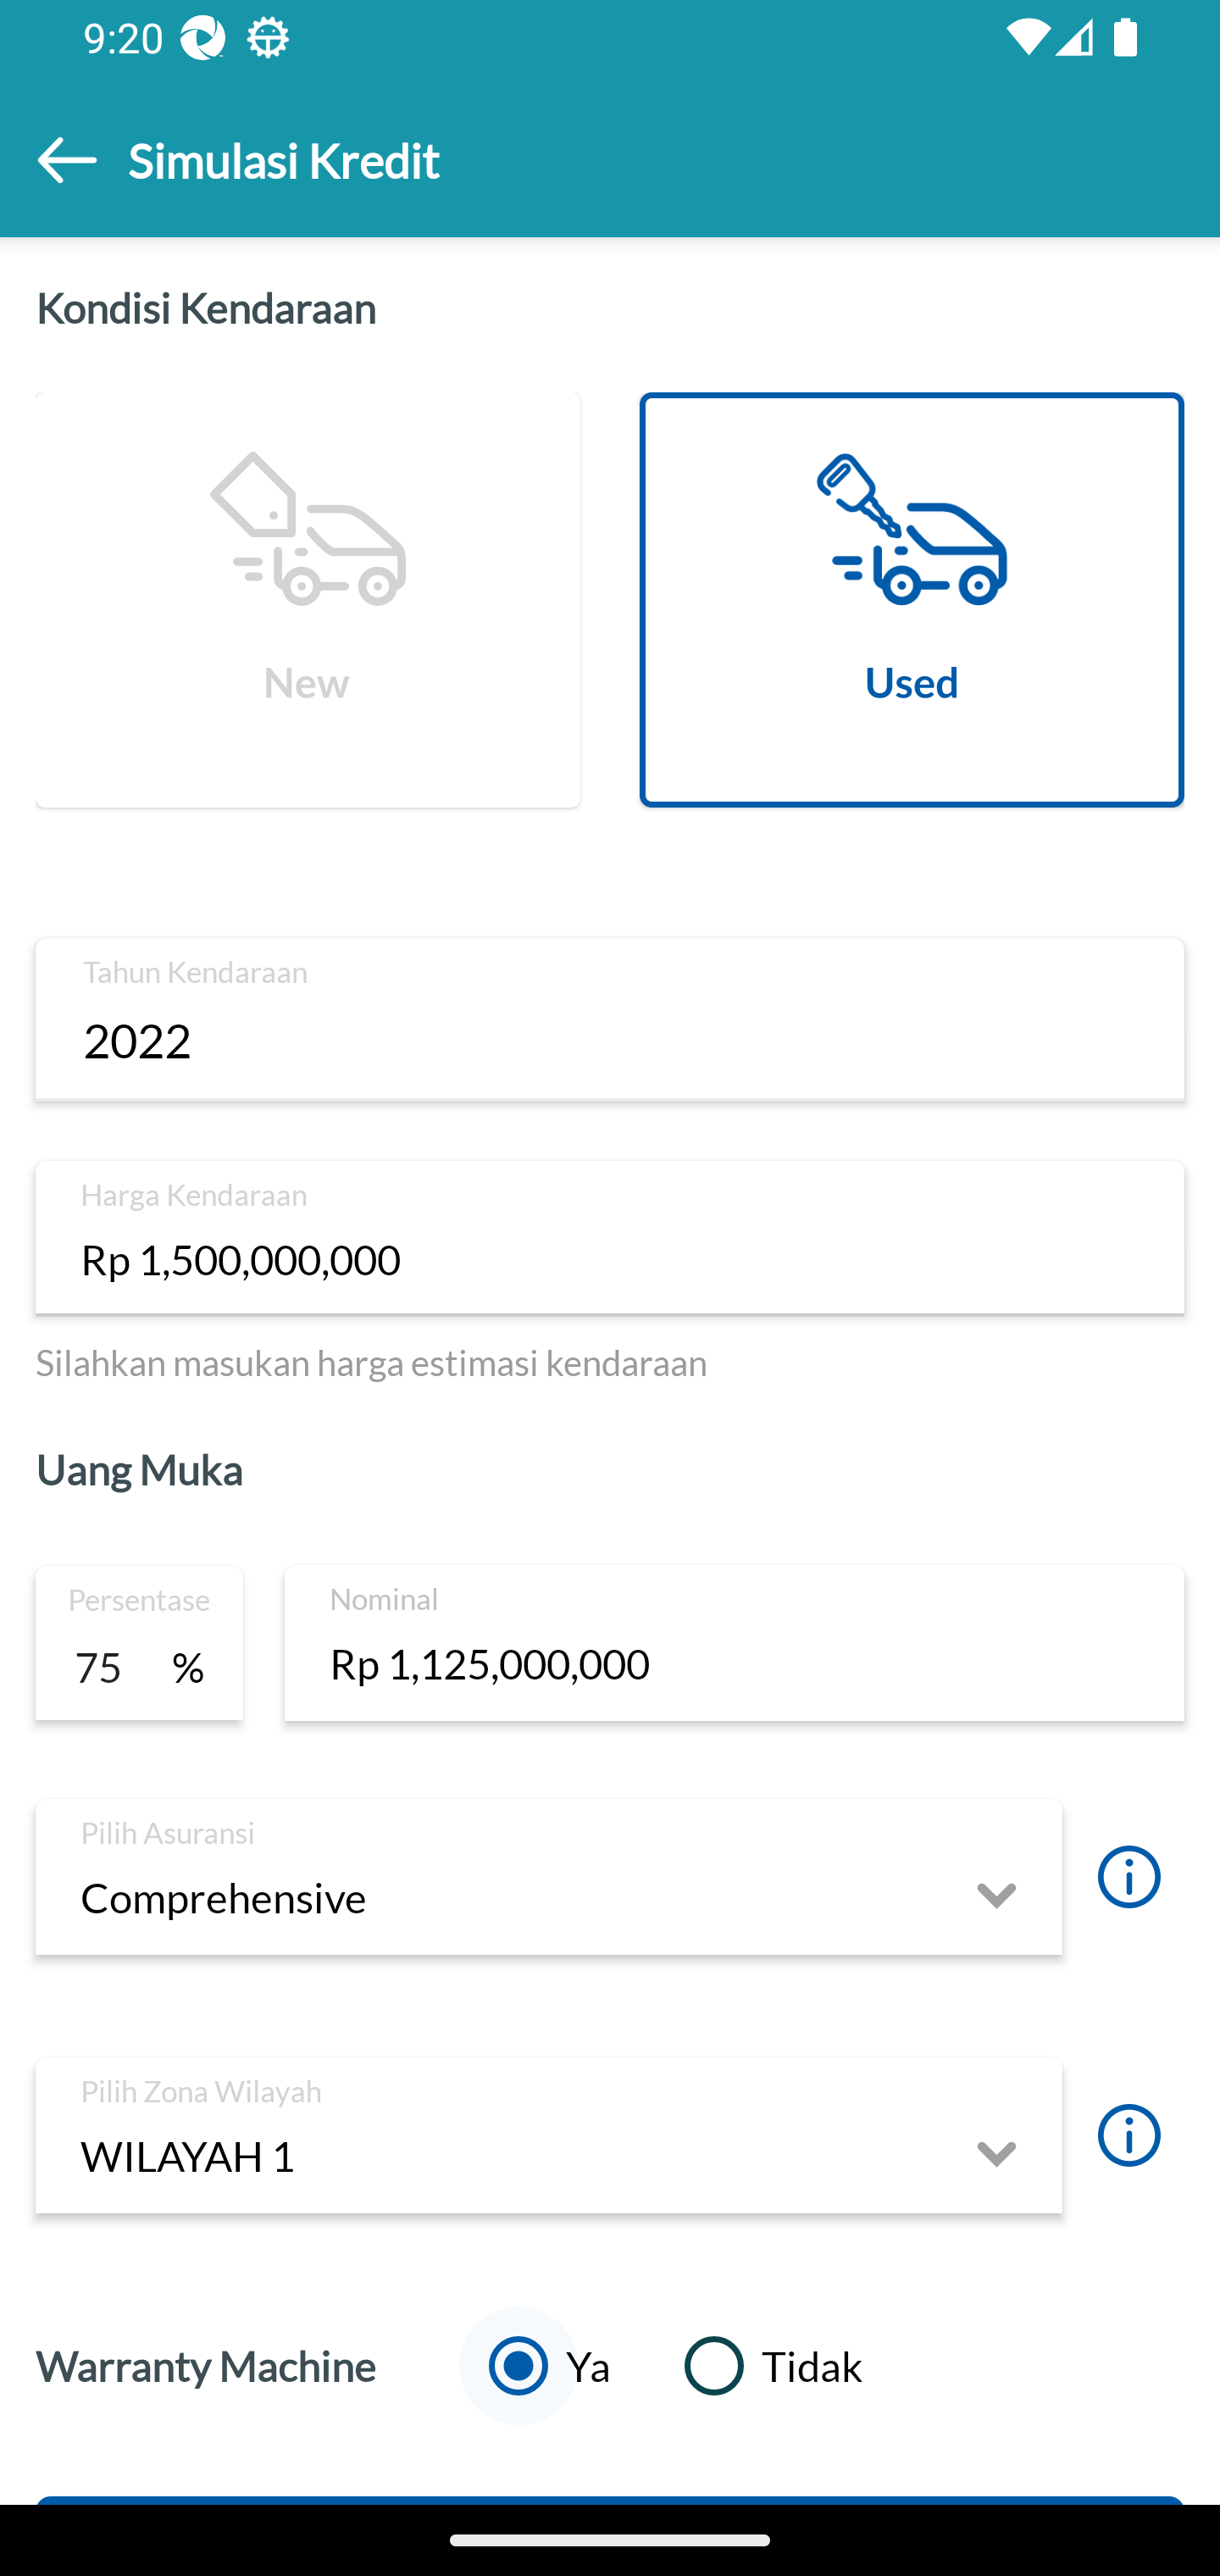 9:20
Simulasi Kredit
Kondisi Kendaraan
New
Used
Tahun Kendaraan
2022
Harga Kendaraan
Rp 1,500,000,000
Silahkan masukan harga estimasi kendaraan
Uang Muka
Persentase
75 %
Nominal
Rp 1,125,000,000
Pilih Asuransi
Comprehensive
Pilih Zona Wilayah
WILAYAH 1
Warranty Machine Ya Tidak